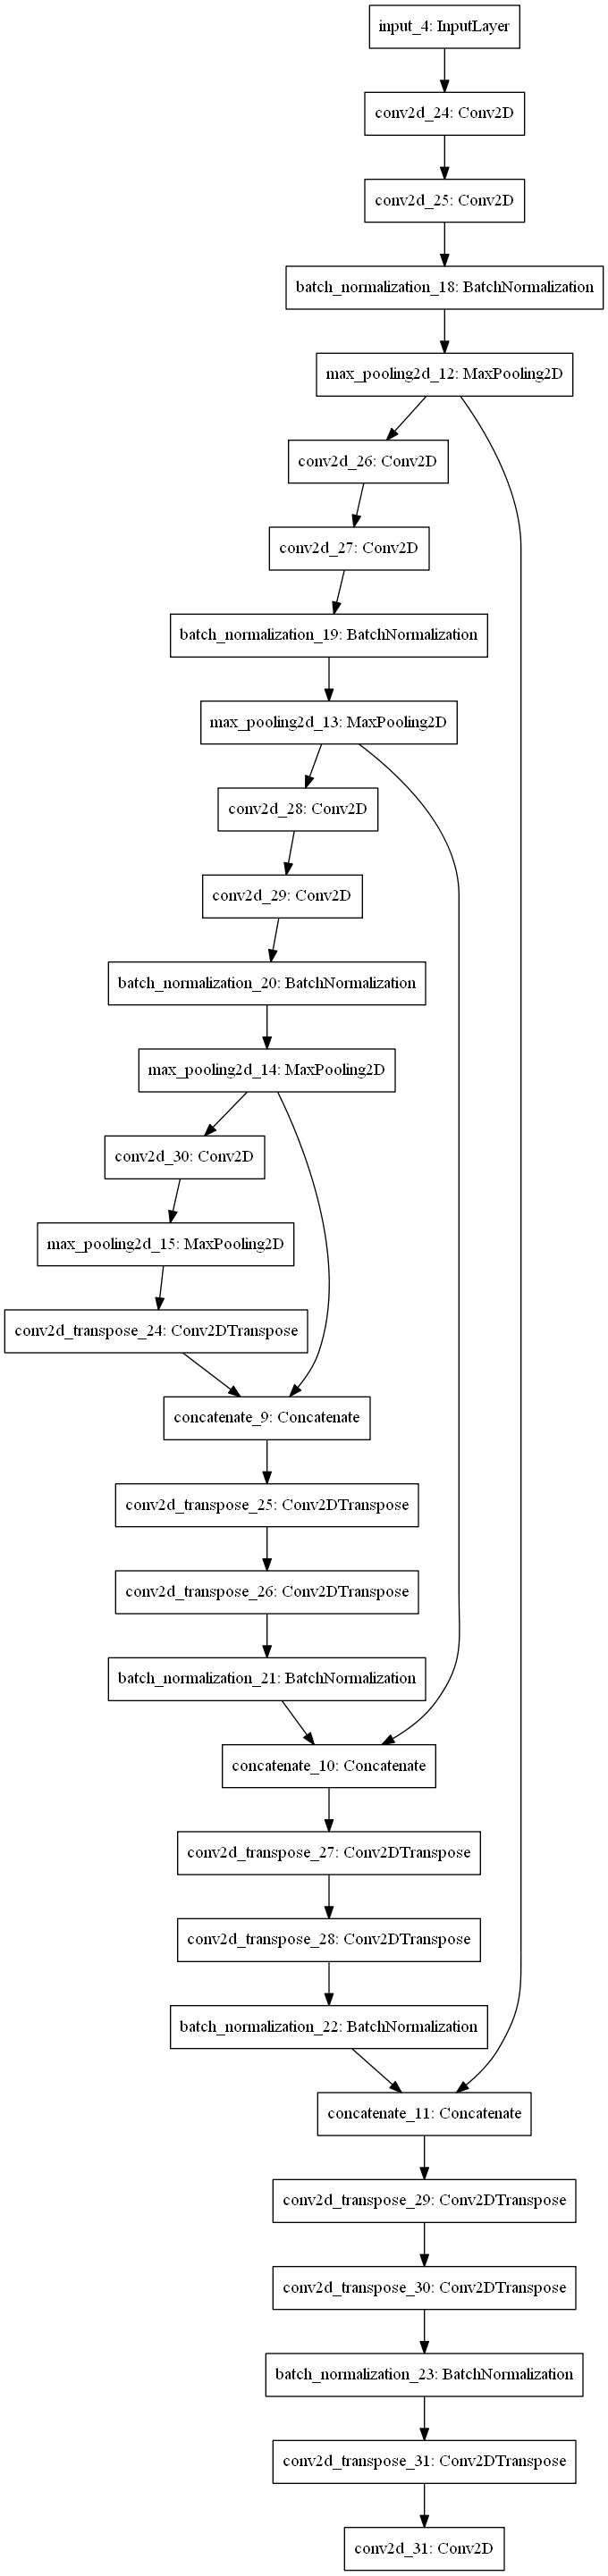 input_4: InputLayer
conv2d_24: Conv2D
conv2d_25: Conv2D
batch_normalization_18: BatchNormalization
max_pooling2d_12: MaxPooling2D
conv2d_26: Conv2D
conv2d_27: Conv2D
batch_normalization_19: BatchNormalization
max_pooling2d_13: MaxPooling2D
conv2d_28: Conv2D
conv2d_29: Conv2D
batch_normalization_20: BatchNormalization
max_pooling2d_14: MaxPooling2D
conv2d_30: Conv2D
max_pooling2d_15: MaxPooling2D
conv2d_transpose_24: Conv2DTranspose
concatenate_9: Concatenate
conv2d_transpose_25: Conv2DTranspose
conv2d_transpose_26: Conv2DTranspose
batch_normalization_21: BatchNormalization
concatenate_10: Concatenate
conv2d_transpose_27: Conv2DTranspose
conv2d_transpose_28: Conv2DTranspose
batch_normalization_22: BatchNormalization
concatenate_11: Concatenate
conv2d_transpose_29: Conv2DTranspose
conv2d_transpose_30: Conv2DTranspose
batch_normalization_23: BatchNormalization
conv2d_transpose_31: Conv2DTranspose
conv2d_31: Conv2D